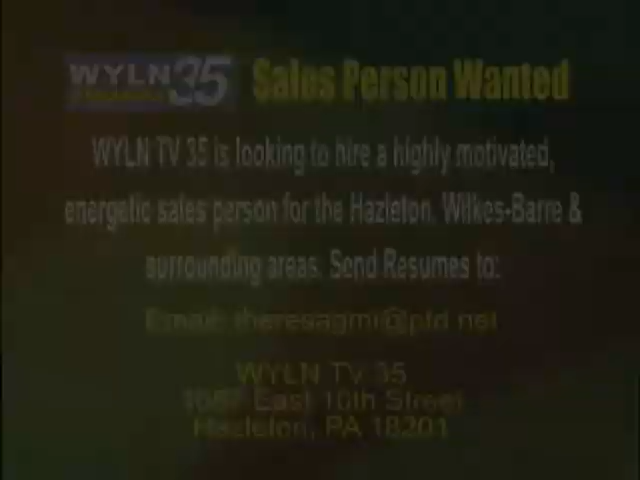 WYLN 35 Sales Person Wanted
WYLN TV 35 is looking to hire a highly motivated,
energetic sales person for the Hazleton, Wilkes-Barre &
surrounding areas. Send Resumes to:
Email: theresagmi@ptd.net
WYLN TV 35
East 10th Street
Hazleton, PA 18201